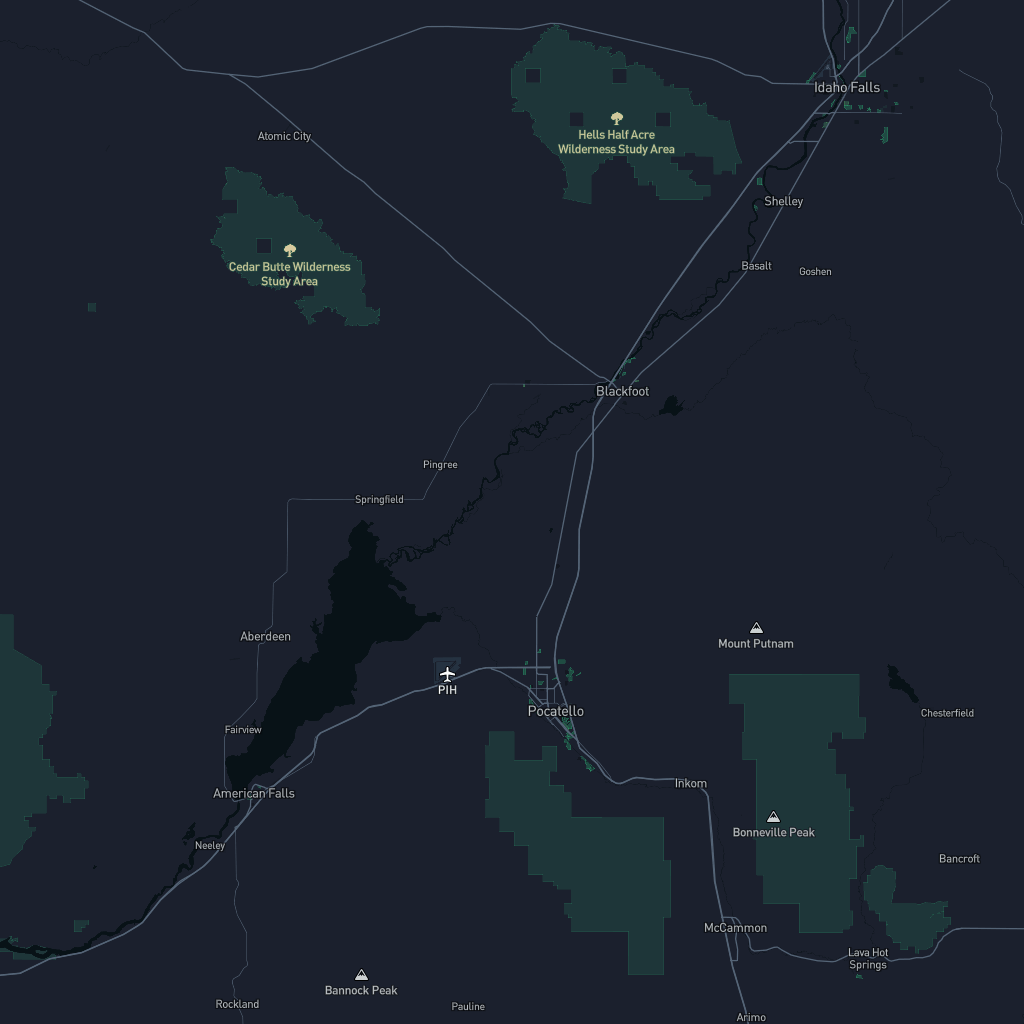 Idaho Falls
Atomic City
Hells Half Acre
Wilderness Study Area
Shelley
Cedar Butte Wilderness
Study Area
Basalt
Goshen
Blackfoot
Pingree
Springfield
Aberdeen
Mount Putnam
PIH
Pocatello
Chesterfield
Fairview
Inkom
American Falls
Bonneville Peak
Neeley
Bancroft
McCammon
Lava Hot
Springs
Bannock Peak
Rockland
Pauline
Arimo